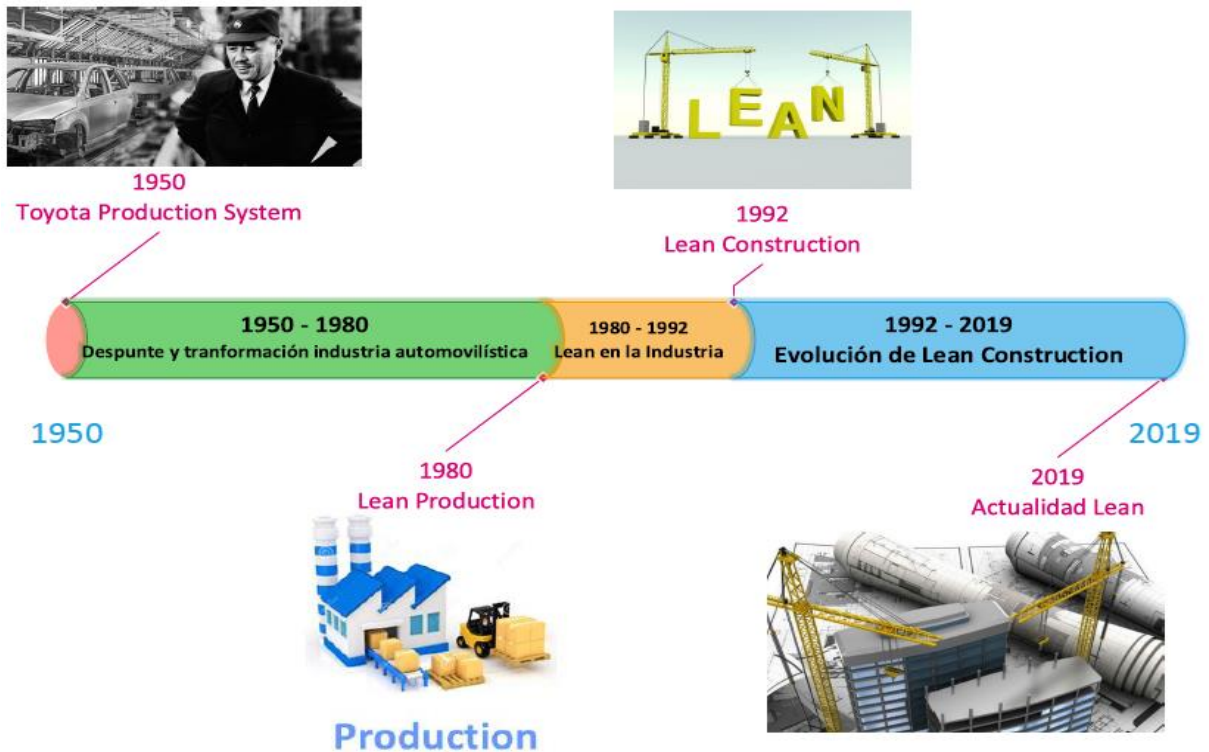 1950
Toyota Production System
LEAN
1992
Lean Construction
1950 - 1980
Despunte y tranformación industria automovilística
1980 - 1992
Lean en la Industria
1992 - 2019
Evolución de Lean Construction
1950
2019
1980
Lean Production
2019
Actualidad Lean
Production